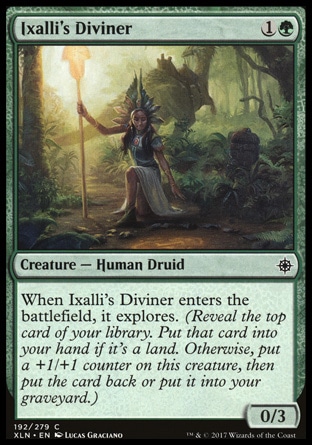 Ixalli's Diviner 1
Creature — Human Druid
When Ixalli's Diviner enters the
battlefield, it explores. (Reveal the top
card of your library. Put that card into
your hand if it's a land. Otherwise, put
a +1/+1 counter on this creature, then
put the card back or put it into your
graveyard.)
0/3
192/279 C
XLN • EN Lucas Graciano
™ & © 2017 Wizards of the Coast